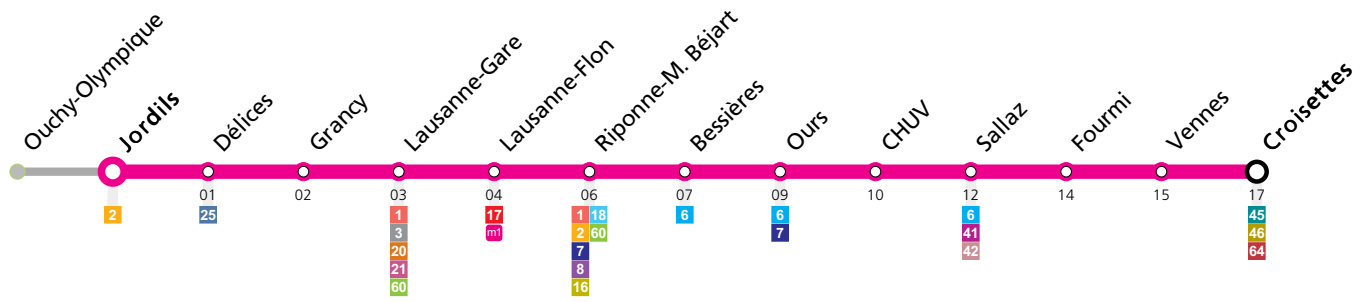 Ouchy-Olympique
Jordils
Délices
Grancy
Lausanne-Gare
Lausanne-Flon
Riponne-M. Béjart
Bessières
Ours
CHUV
Sallaz
Fourmi
Vennes
Croisettes
01 02 03 04 06 07 09 10 12 14 15 17
2 25 1 17 1 18 6 6 6 45
3 m1 2 60 7 41 46
20 7 42 64
21 8
60 16